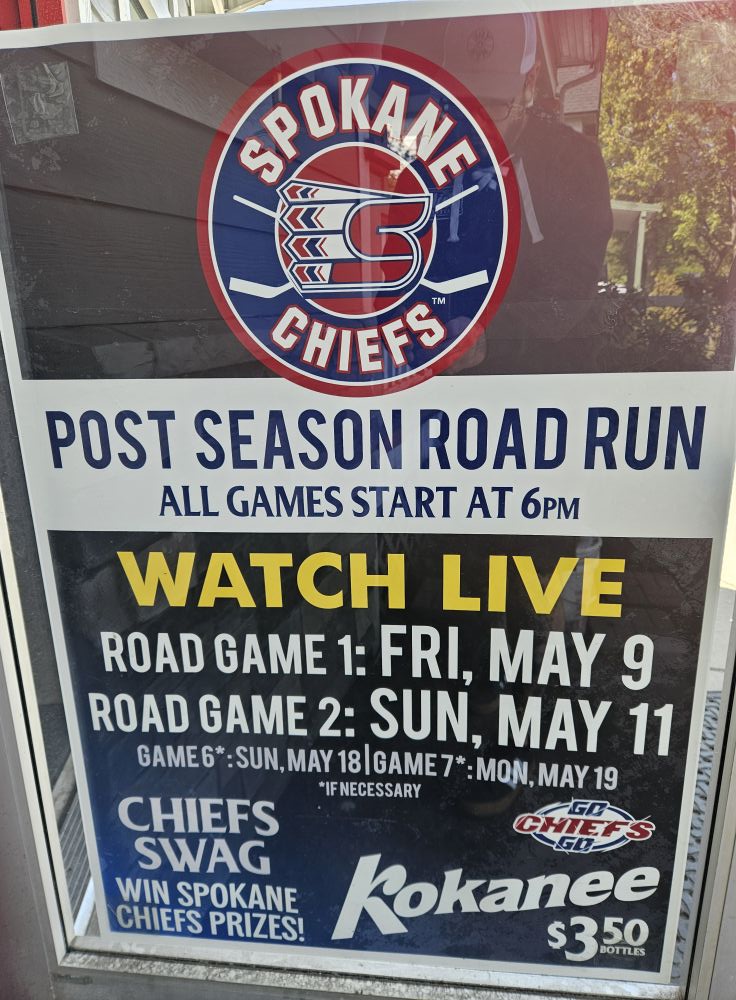 SPOKANE
CHIEFS™
POST SEASON ROAD RUN
ALL GAMES START AT 6PM
WATCH LIVE
ROAD GAME 1: FRI, MAY 9
ROAD GAME 2: SUN, MAY 11
GAME 6*: SUN, MAY 18 | GAME 7*: MON, MAY 19
*IF NECESSARY
CHIEFS
SWAG
WIN SPOKANE
CHIEFS PRIZES!
GO
CHIEFS
GO
Kokanee
$3.50
BOTTLES